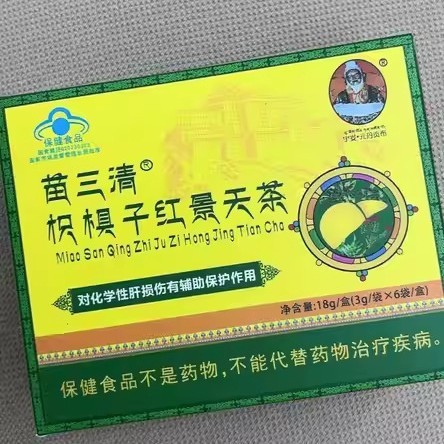 保健食品
苗三清®
枳椇子红景天茶
Miao San Qing Zhi Ju Zi Hong Jing Tian Cha
对化学性肝损伤有辅助保护作用
净含量:18g/盒(3g/袋×6袋/盒)
保健食品不是药物,不能代替药物治疗疾病。